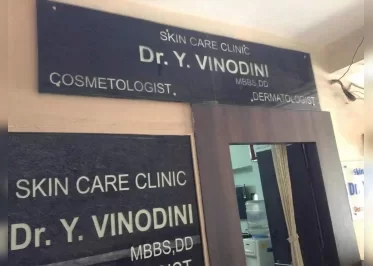 SKIN CARE CLINIC
Dr. Y. VINODINI
MBBS,DD
COSMETOLOGIST, DERMATOLOGIST
SKIN CARE CLINIC
Dr. Y. VINODINI
MBBS,DD